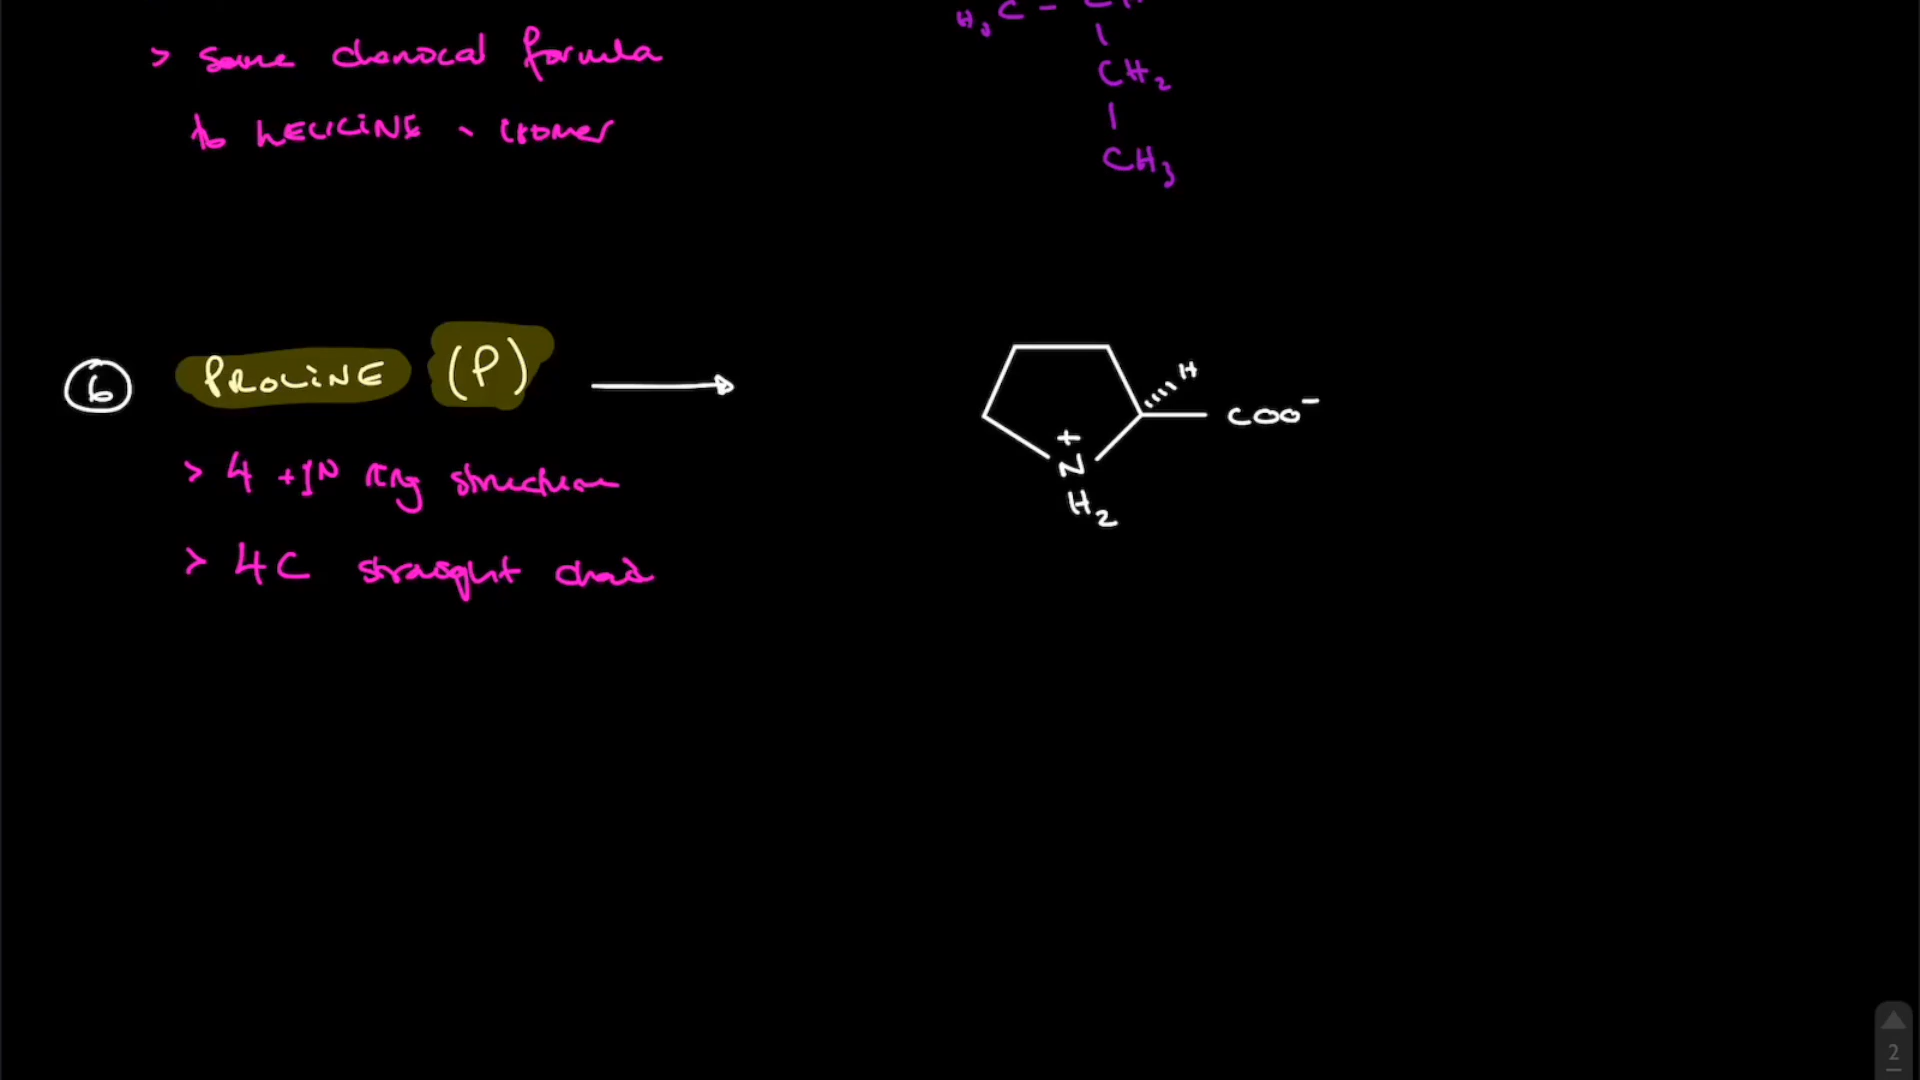 > same chemical formula
H₃C - CH
CH₂
to LEUCINE - isomer
CH₃
6 PROLINE (P)
H
COO⁻
+
N
H₂
> 4 +1N ring structure
> 4C straight chain
2